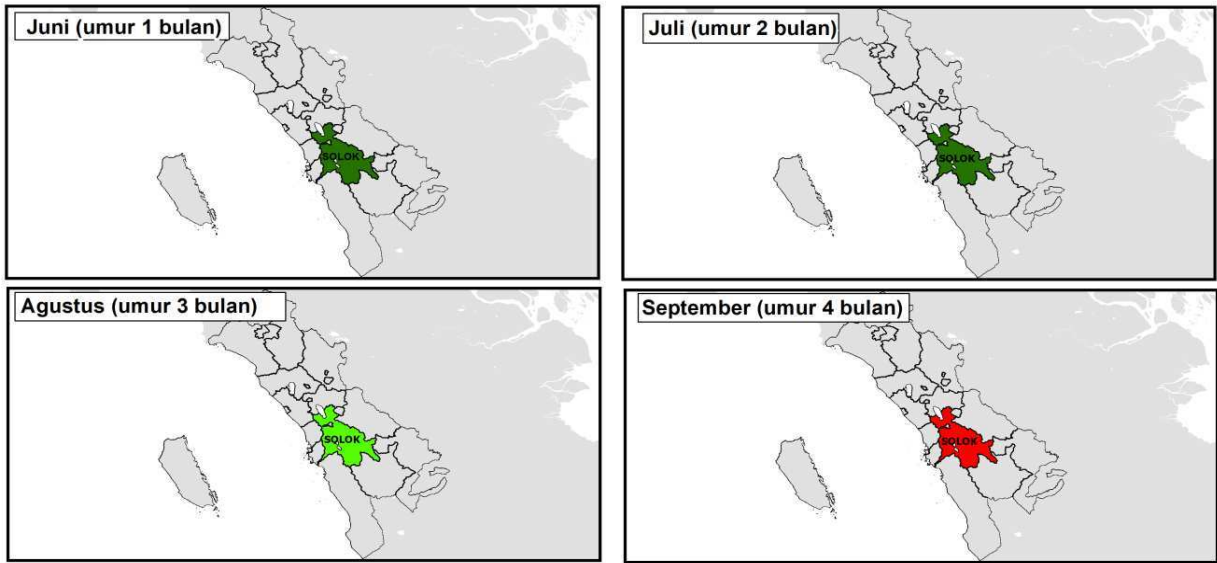 Juni (umur 1 bulan)
SOLOK
Juli (umur 2 bulan)
SOLOK
Agustus (umur 3 bulan)
SOLOK
September (umur 4 bulan)
SOLOK